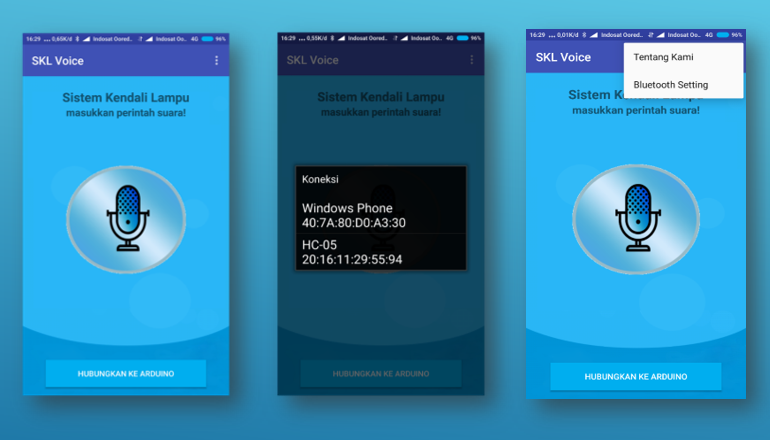 16:29 ... 0,65K/d Indosat Oored.. Indosat Oo.. 4G 96%
SKL Voice
Sistem Kendali Lampu
masukkan perintah suara!
HUBUNGKAN KE ARDUINO
16:29 ... 0,55K/d Indosat Oored.. Indosat Oo.. 4G 96%
SKL Voice
Sistem Kendali Lampu
masukkan perintah suara!
Koneksi
Windows Phone
40:7A:80:D0:A3:30
HC-05
20:16:11:29:55:94
HUBUNGKAN KE ARDUINO
16:29 ... 0,01K/d Indosat Oored.. Indosat Oo.. 4G 96%
SKL Voice
Tentang Kami
Bluetooth Setting
Sistem
masukkan perintah suara!
HUBUNGKAN KE ARDUINO